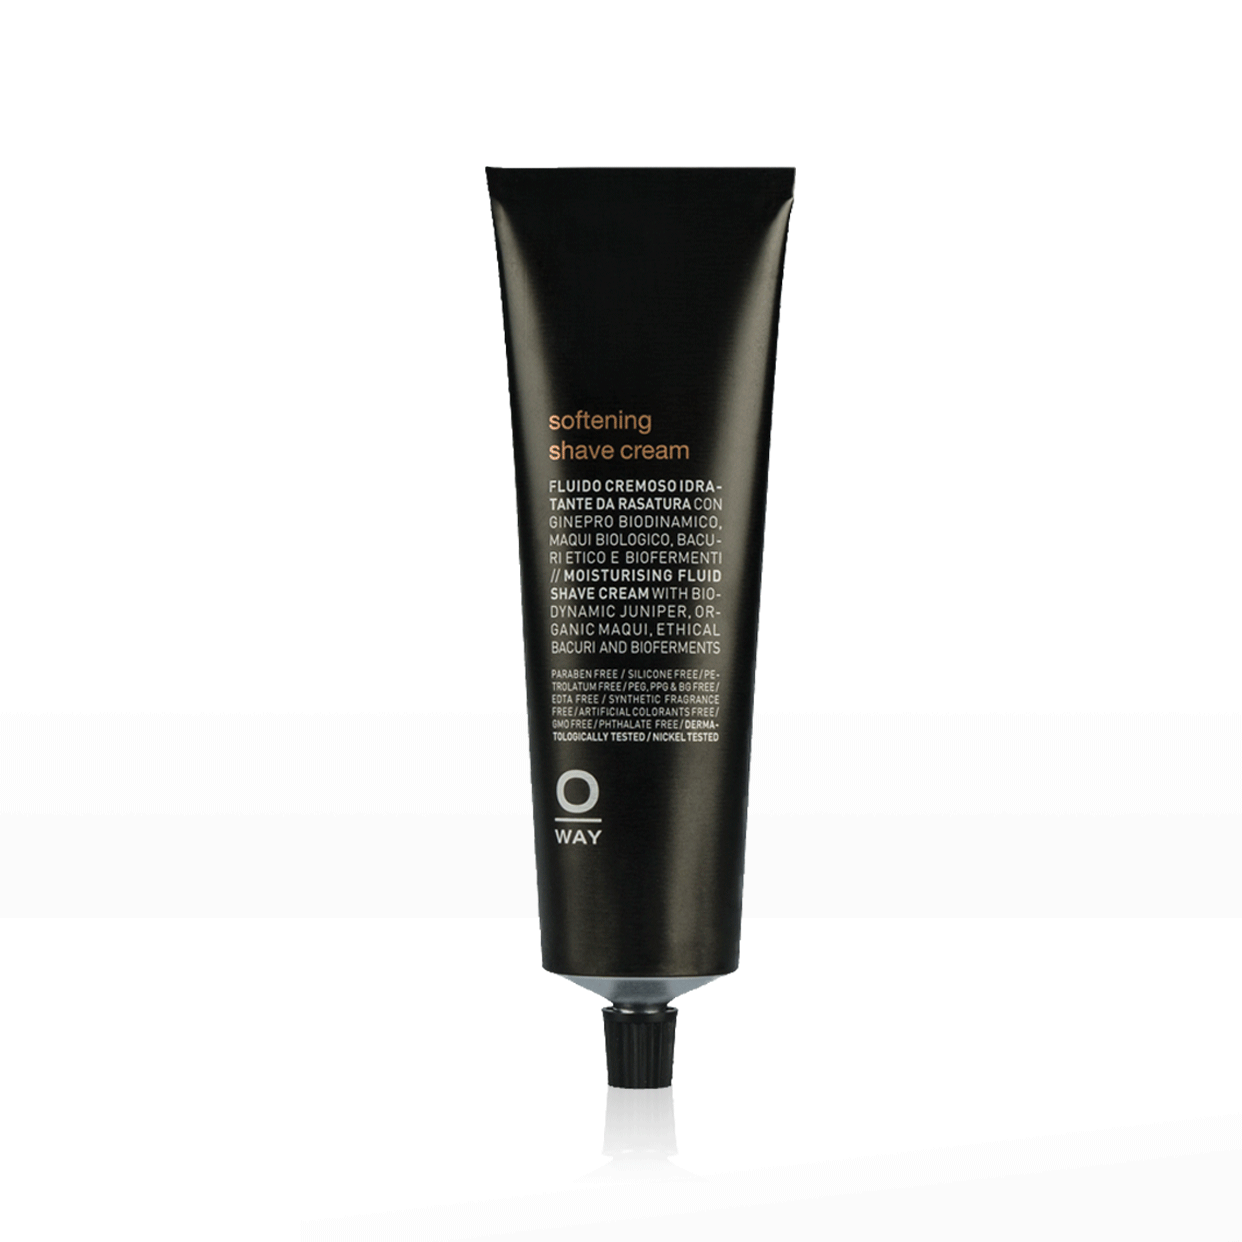 softening
shave cream
FLUIDO CREMOSO IDRA-
TANTE DA RASATURA CON
GINEPRO BIODINAMICO,
MAQUI BIOLOGICO, BACU-
RI ETICO E BIOFERMENTI
// MOISTURISING FLUID
SHAVE CREAM WITH BIO-
DYNAMIC JUNIPER, OR-
GANIC MAQUI, ETHICAL
BACURI AND BIOFERMENTS
PARABEN FREE / SILICONE FREE / PE-
TROLATUM FREE / PEG, PPG & BG FREE /
EDTA FREE / SYNTHETIC FRAGRANCE
FREE / ARTIFICIAL COLORANTS FREE /
GMO FREE / PHTHALATE FREE / DERMA-
TOLOGICALLY TESTED / NICKEL TESTED
O
WAY